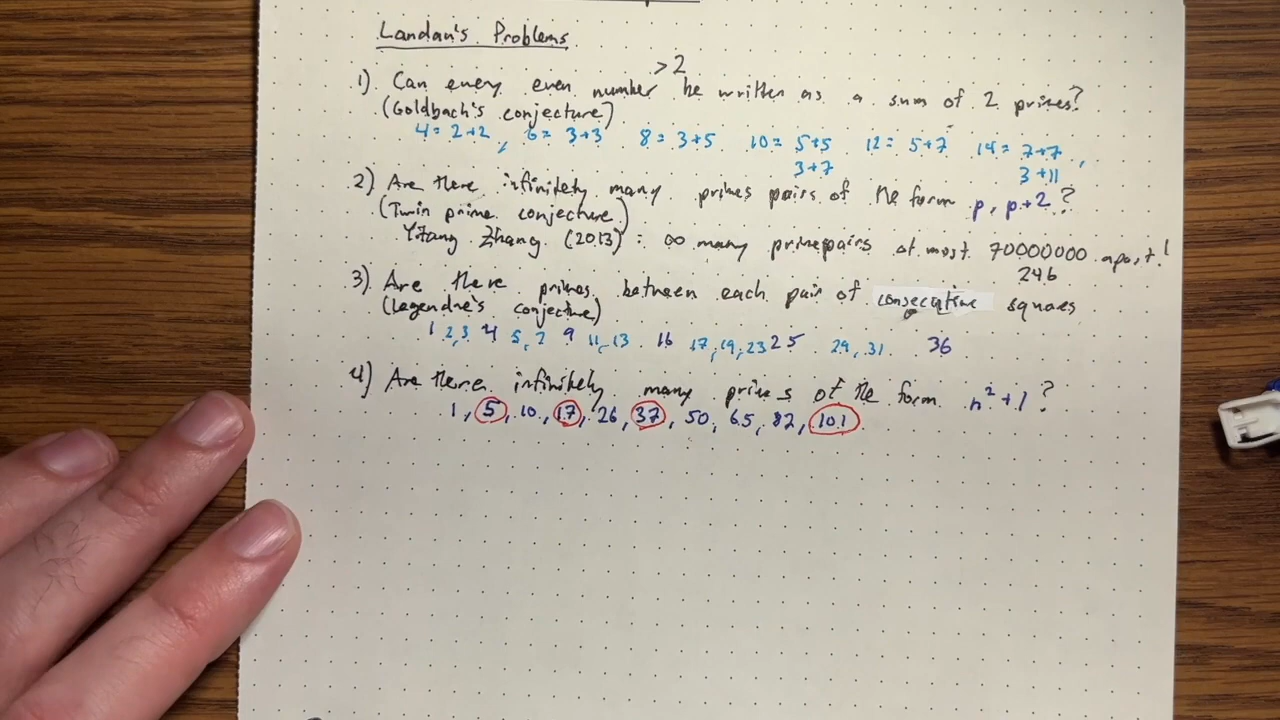 Landau's Problems
1) Can every even number >2 be written as a sum of 2 primes?
(Goldbach's conjecture)
4 = 2+2, 6 = 3+3 8 = 3+5 10 = 5+5 12 = 5+7 14 = 7+7,
3+7 3+11
2) Are there infinitely many primes pairs of the form p, p+2?
(Twin prime conjecture)
Yitang Zhang (2013) : ∞ many prime pairs at most 70000000 apart!
246
3) Are there primes between each pair of consecutive squares
(Legendre's conjecture)
1 2,3 4 5,7 9 11,13 16 17,19,23 25 29,31 36
4) Are there infinitely many primes of the form n²+1?
1, 5, 10, 17, 26, 37, 50, 65, 82, 101